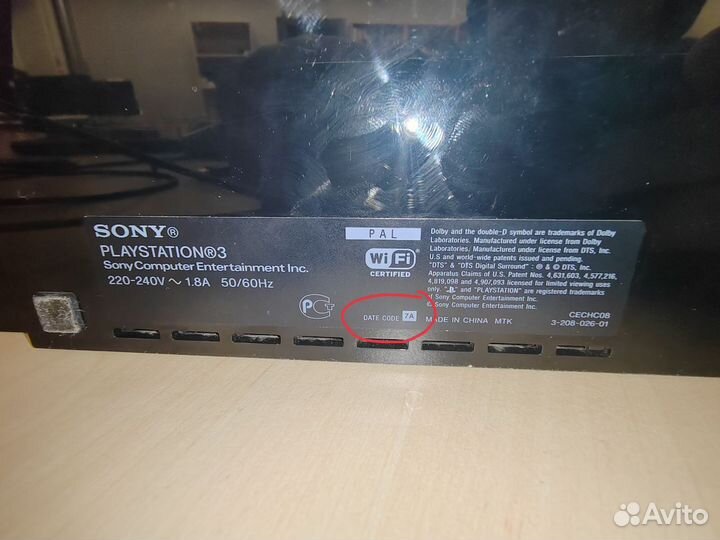 SONY®
PLAYSTATION®3
Sony Computer Entertainment Inc.
220-240V ~ 1.8A 50/60Hz
PAL
Wi Fi
CERTIFIED
PG
DATE CODE 7A
MADE IN CHINA MTK
Dolby and the double-D symbol are trademarks of Dolby
Laboratories. Manufactured under license from Dolby
Laboratories. Manufactured under license from DTS, Inc.
U.S and world-wide patents issued and pending.
"DTS" & "DTS Digital Surround": ® & © DTS, Inc.
Apparatus Claims of U.S. Patent Nos. 4,631,603, 4,577,216,
4,819,098 and 4,907,093 licensed for limited viewing uses
only. " " and "PLAYSTATION" are registered trademarks
of Sony Computer Entertainment Inc.
© Sony Computer Entertainment Inc.
CECHC08
3-208-026-01
Avito